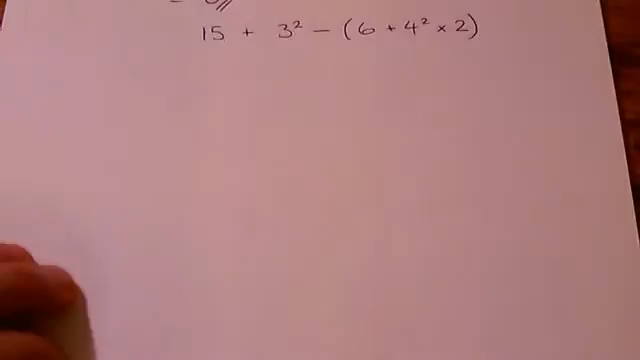 15 + 3² − (6 + 4² × 2)